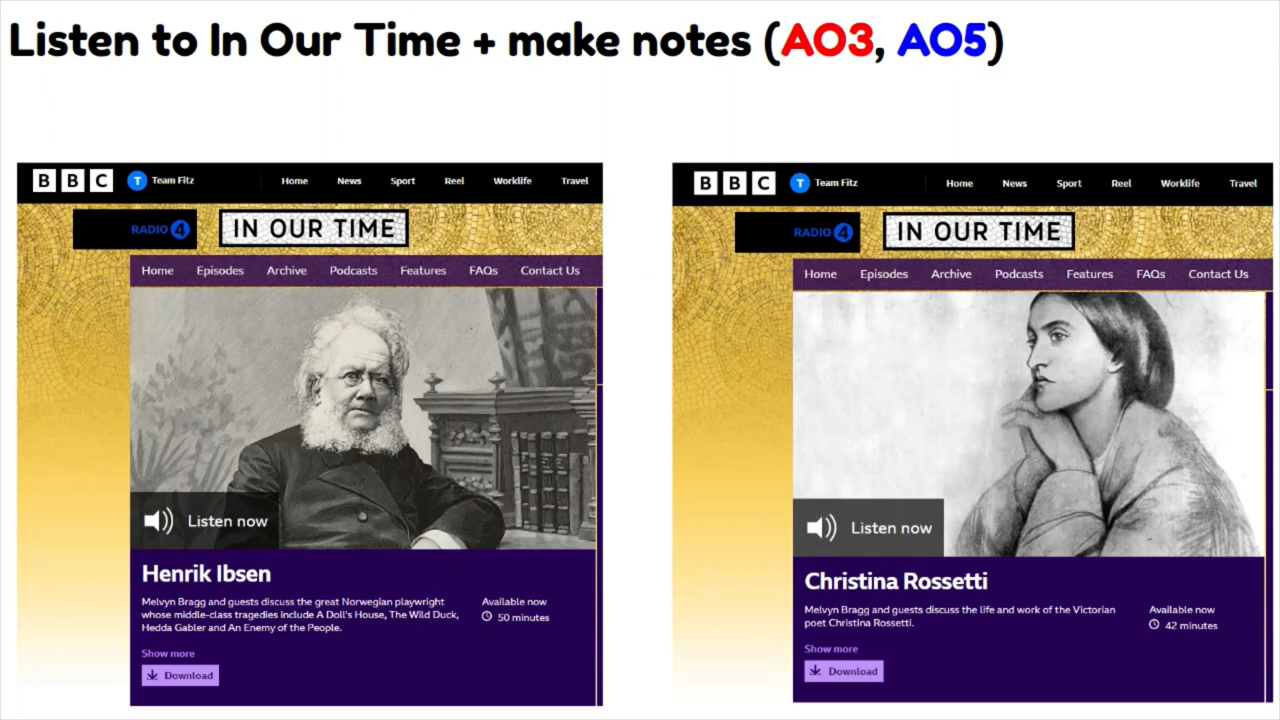 Listen to In Our Time + make notes (AO3, AO5)
BBC T Team Fitz Home News Sport Reel Worklife Travel
RADIO 4 IN OUR TIME
Home Episodes Archive Podcasts Features FAQs Contact Us
Listen now
Henrik Ibsen
Melvyn Bragg and guests discuss the great Norwegian playwright
whose middle-class tragedies include A Doll's House, The Wild Duck,
Hedda Gabler and An Enemy of the People.
Available now
50 minutes
Show more
Download
BBC T Team Fitz Home News Sport Reel Worklife Travel
RADIO 4 IN OUR TIME
Home Episodes Archive Podcasts Features FAQs Contact Us
Listen now
Christina Rossetti
Melvyn Bragg and guests discuss the life and work of the Victorian
poet Christina Rossetti.
Available now
42 minutes
Show more
Download